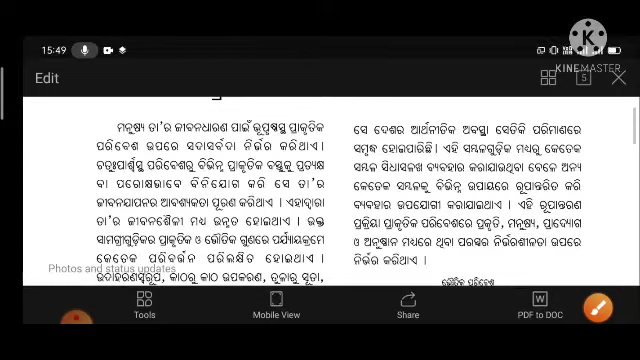 15:49
KINEMASTER
Edit
5
ମନୁଷ୍ୟ ତା'ର ଜୀବନଧାରଣ ପାଇଁ ଭୂପୃଷ୍ଠସ୍ଥ ପ୍ରାକୃତିକ
ପରିବେଶ ଉପରେ ସଦାସର୍ବଦା ନିର୍ଭର କରିଥାଏ ।
ଚତୁଃପାର୍ଶ୍ୱସ୍ଥ ପରିବେଶରୁ ବିଭିନ୍ନ ପ୍ରାକୃତିକ ବସ୍ତୁକୁ ପ୍ରତ୍ୟକ୍ଷ
ବା ପରୋକ୍ଷଭାବେ ବିନିଯୋଗ କରି ସେ ତା'ର
ଜୀବନଯାପନର ଆବଶ୍ୟକତା ପୂରଣ କରିଥାଏ । ଏହାଦ୍ୱାରା
ତା'ର ଜୀବନଶୈଳୀ ମଧ୍ୟ ଉନ୍ନତ ହୋଇଥାଏ । ଉକ୍ତ
ସାମଗ୍ରୀଗୁଡ଼ିକର ପ୍ରାକୃତିକ ଓ ଭୌତିକ ଗୁଣରେ ପର୍ଯ୍ୟାୟକ୍ରମେ
କେତେକ ପରିବର୍ତ୍ତନ ପରିଲକ୍ଷିତ ହୋଇଥାଏ ।
ଉଦାହରଣସ୍ୱରୂପ, କାଠରୁ କାଠ ଉପକରଣ, ତୁଳାରୁ ସୂତା,
ସେ ଦେଶର ଆର୍ଥନୀତିକ ଅବସ୍ଥା ସେତିକି ପରିମାଣରେ
ସମୃଦ୍ଧ ହୋଇପାରିଛି । ଏହି ସମ୍ବଳଗୁଡ଼ିକ ମଧ୍ୟରୁ କେତେକ
ସମ୍ବଳ ସିଧାସଳଖ ବ୍ୟବହାର କରାଯାଉଥିବା ବେଳେ ଅନ୍ୟ
କେତେକ ସମ୍ବଳକୁ ବିଭିନ୍ନ ଉପାୟରେ ରୂପାନ୍ତରିତ କରି
ବ୍ୟବହାର ଉପଯୋଗୀ କରାଯାଇଥାଏ । ଏହି ରୂପାନ୍ତରଣ
ପ୍ରକ୍ରିୟା ପ୍ରାକୃତିକ ପରିବେଶରେ ପ୍ରକୃତି, ମନୁଷ୍ୟ, ପ୍ରାଦ୍ୟୋଗ
ଓ ଅନୁଷ୍ଠାନ ମଧ୍ୟରେ ଥିବା ପରସ୍ପର ନିର୍ଭରଶୀଳତା ଉପରେ
ନିର୍ଭର କରିଥାଏ ।
ଭୌତିକ ପରିବେଶ
Photos and status updates
Tools
Mobile View
Share
PDF to DOC